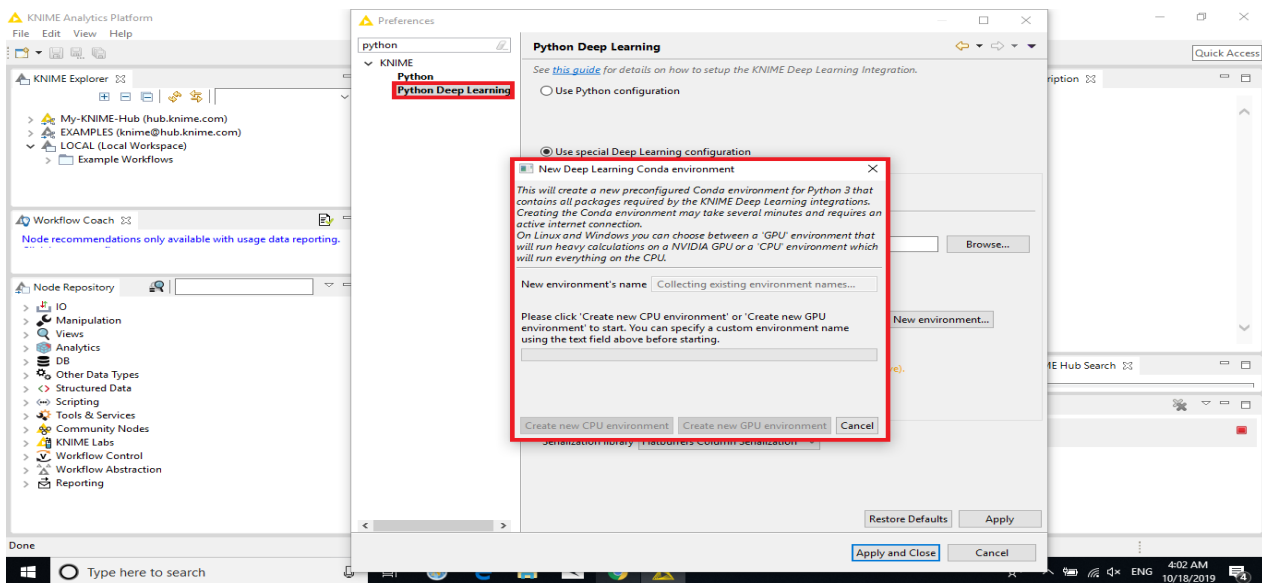 KNIME Analytics Platform
File Edit View Help
Quick Access
KNIME Explorer
My-KNIME-Hub (hub.knime.com)
EXAMPLES (knime@hub.knime.com)
LOCAL (Local Workspace)
Example Workflows
Workflow Coach
Node recommendations only available with usage data reporting.
Node Repository
IO
Manipulation
Views
Analytics
DB
Other Data Types
Structured Data
Scripting
Tools & Services
Community Nodes
KNIME Labs
Workflow Control
Workflow Abstraction
Reporting
Done
Preferences
python
KNIME
Python
Python Deep Learning
Python Deep Learning
See this guide for details on how to setup the KNIME Deep Learning Integration.
Use Python configuration
Use special Deep Learning configuration
New Deep Learning Conda environment
This will create a new preconfigured Conda environment for Python 3 that
contains all packages required by the KNIME Deep Learning integrations.
Creating the Conda environment may take several minutes and requires an
active internet connection.
On Linux and Windows you can choose between a 'GPU' environment that
will run heavy calculations on a NVIDIA GPU or a 'CPU' environment which
will run everything on the CPU.
New environment's name Collecting existing environment names...
Please click 'Create new CPU environment' or 'Create new GPU
environment' to start. You can specify a custom environment name
using the text field above before starting.
Create new CPU environment Create new GPU environment Cancel
Browse...
New environment...
ve).
Serialization library Flatbuffers Column Serialization
Restore Defaults Apply
Apply and Close Cancel
ription
IE Hub Search
Type here to search
ENG
4:02 AM
10/18/2019